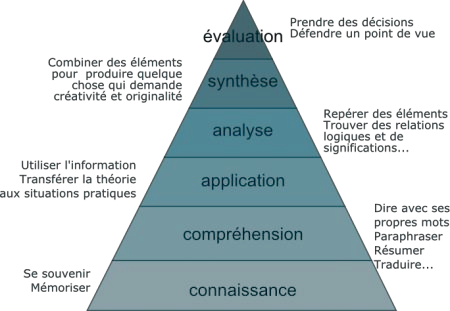 Prendre des décisions
Défendre un point de vue
évaluation
Combiner des éléments
pour produire quelque
chose qui demande
créativité et originalité
synthèse
Repérer des éléments
Trouver des relations
logiques et de
significations...
analyse
Utiliser l'information
Transférer la théorie
aux situations pratiques
application
Dire avec ses
propres mots
Paraphraser
Résumer
Traduire...
compréhension
Se souvenir
Mémoriser
connaissance